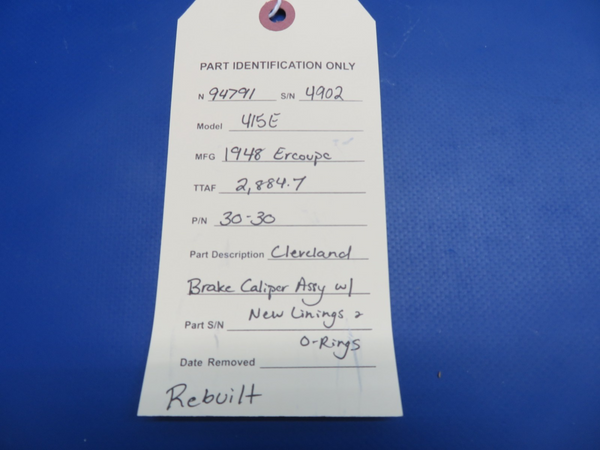 PART IDENTIFICATION ONLY
N 94791 S/N 4902
Model 415E
MFG 1948 Ercoupe
TTAF 2,884.7
P/N 30-30
Part Description Cleveland
Brake Caliper Assy w/
New Linings &
Part S/N
O-Rings
Date Removed
Rebuilt